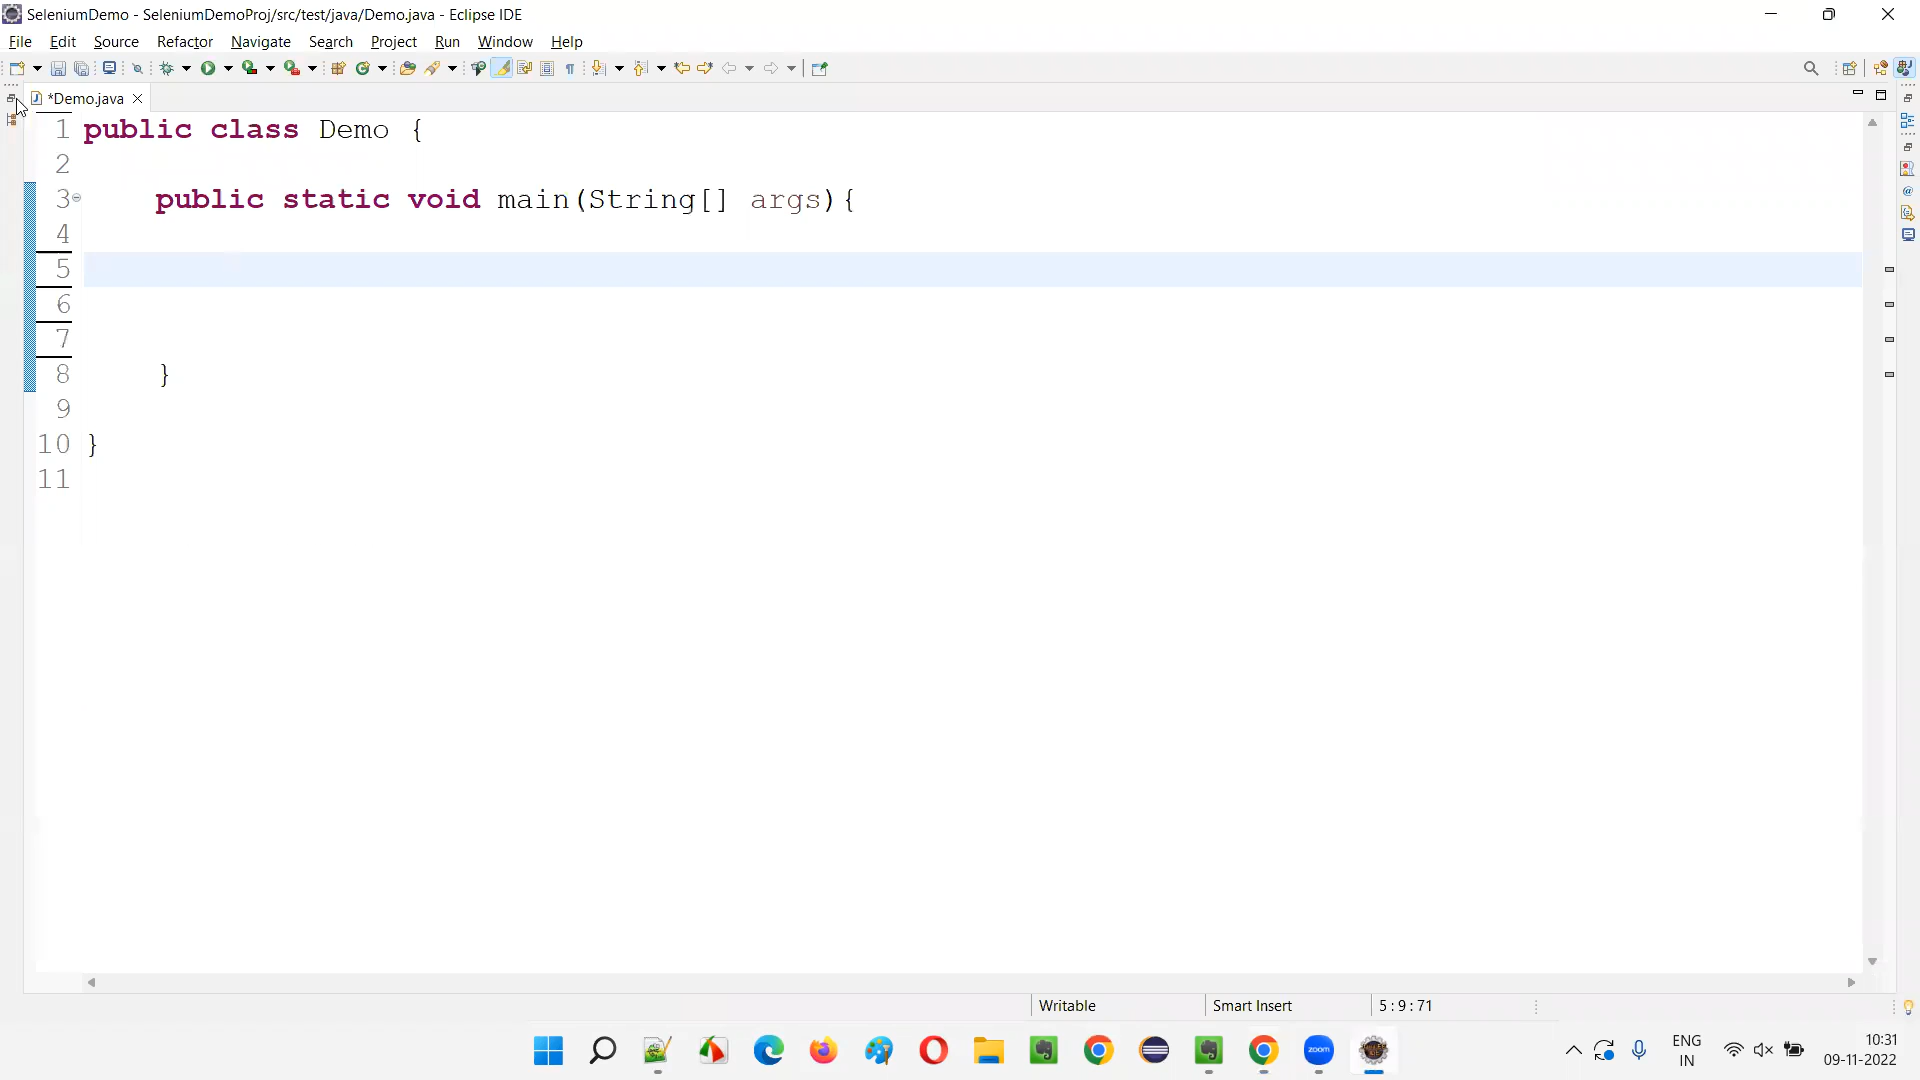 SeleniumDemo - SeleniumDemoProj/src/test/java/Demo.java - Eclipse IDE
File Edit Source Refactor Navigate Search Project Run Window Help
*Demo.java
1 public class Demo {
2
3 public static void main(String[] args){
4
5
6
7
8 }
9
10 }
11
Writable Smart Insert 5 : 9 : 71
zoom
ENG
IN
10:31
09-11-2022